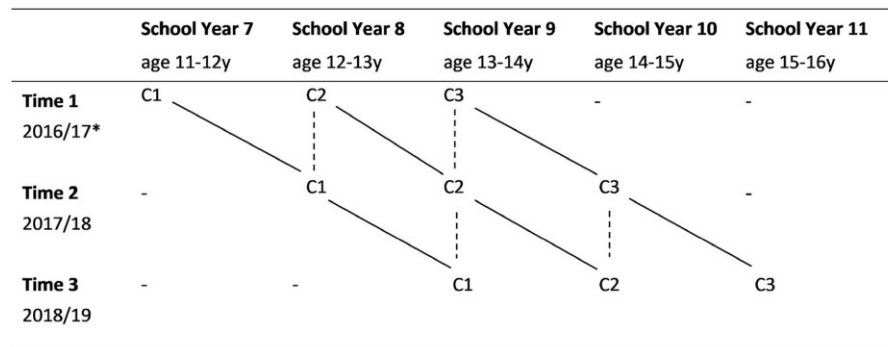 School Year 7 School Year 8 School Year 9 School Year 10 School Year 11
age 11-12y age 12-13y age 13-14y age 14-15y age 15-16y
Time 1 C1 C2 C3 - -
2016/17*
Time 2 - C1 C2 C3 -
2017/18
Time 3 - - C1 C2 C3
2018/19